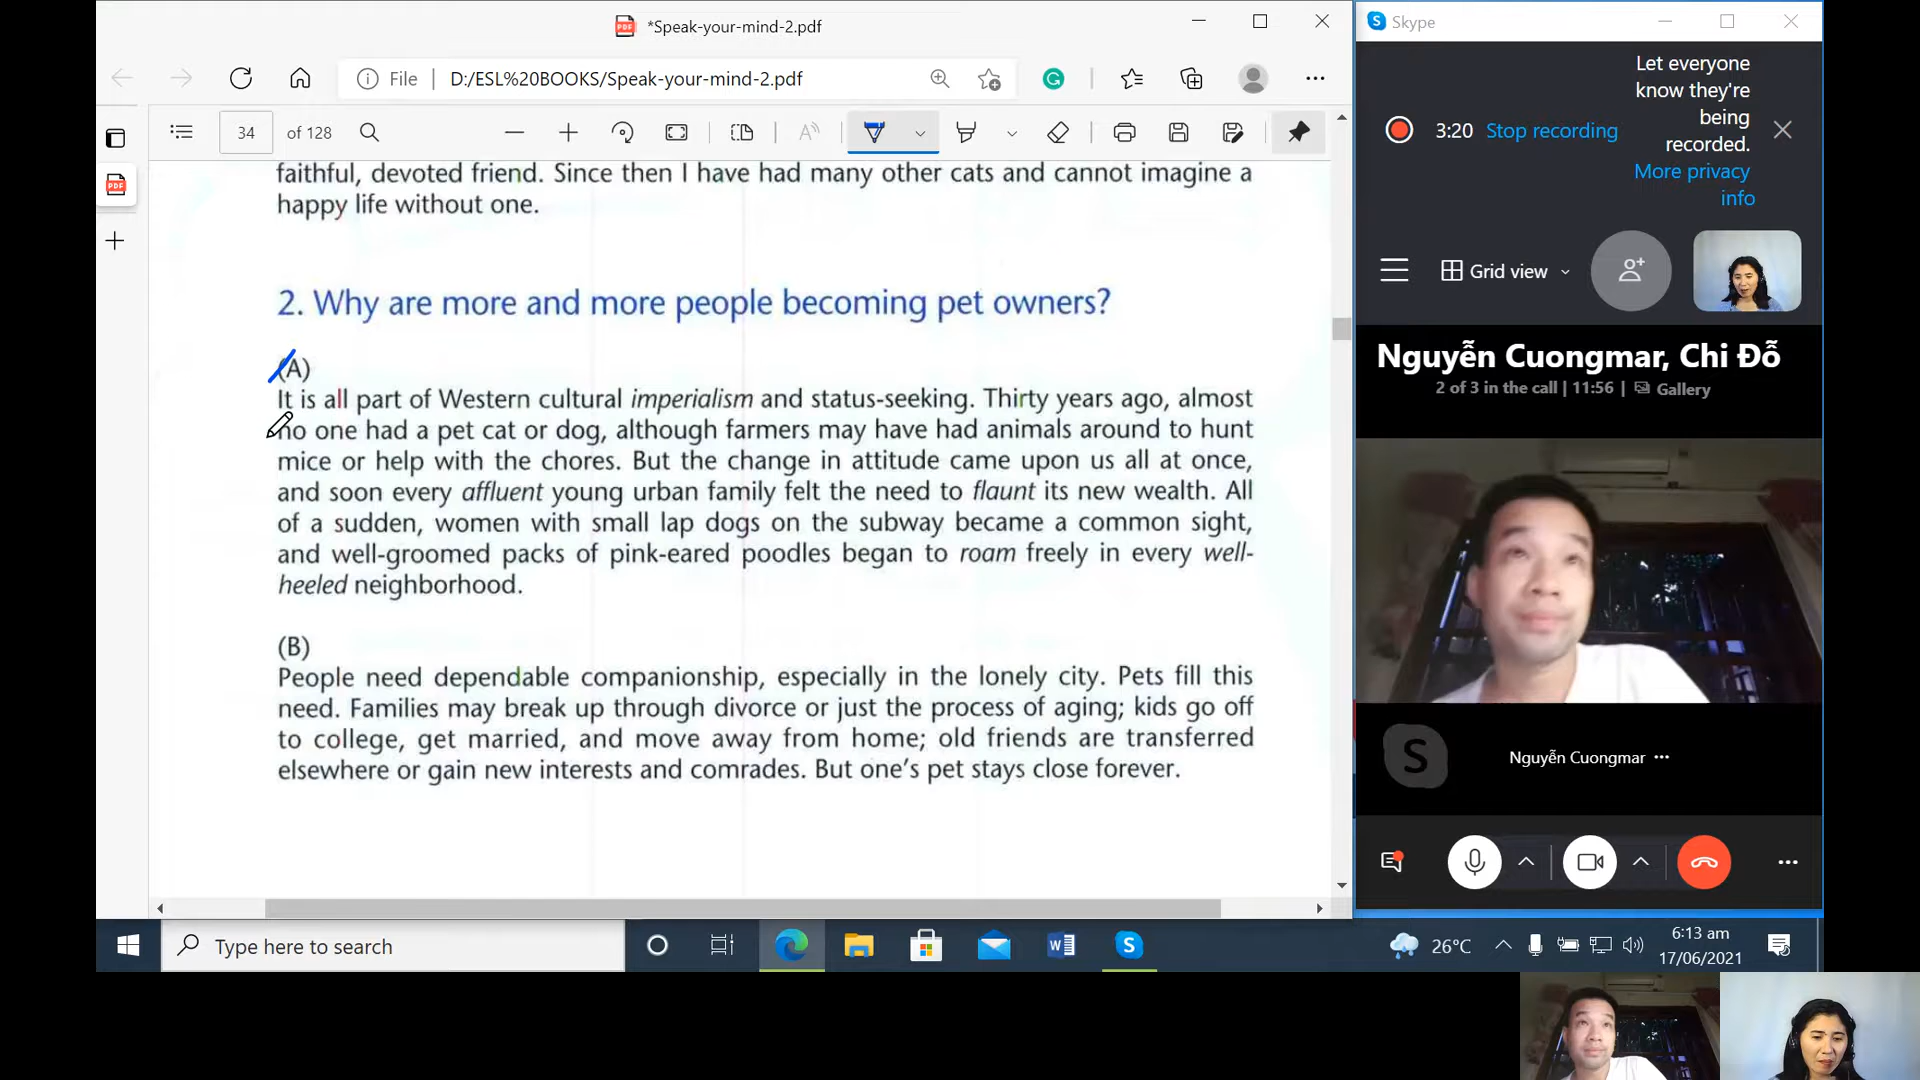 *Speak-your-mind-2.pdf
File
D:/ESL%20BOOKS/Speak-your-mind-2.pdf
34 of 128
faithful, devoted friend. Since then I have had many other cats and cannot imagine a
happy life without one.
2. Why are more and more people becoming pet owners?
(A)
It is all part of Western cultural imperialism and status-seeking. Thirty years ago, almost
no one had a pet cat or dog, although farmers may have had animals around to hunt
mice or help with the chores. But the change in attitude came upon us all at once,
and soon every affluent young urban family felt the need to flaunt its new wealth. All
of a sudden, women with small lap dogs on the subway became a common sight,
and well-groomed packs of pink-eared poodles began to roam freely in every well-
heeled neighborhood.
(B)
People need dependable companionship, especially in the lonely city. Pets fill this
need. Families may break up through divorce or just the process of aging; kids go off
to college, get married, and move away from home; old friends are transferred
elsewhere or gain new interests and comrades. But one's pet stays close forever.
Skype
3:20 Stop recording
Let everyone
know they're
being
recorded.
More privacy
info
Grid view
Nguyễn Cuongmar, Chi Đỗ
2 of 3 in the call | 11:56 | Gallery
Nguyễn Cuongmar
Type here to search
26°C
6:13 am
17/06/2021